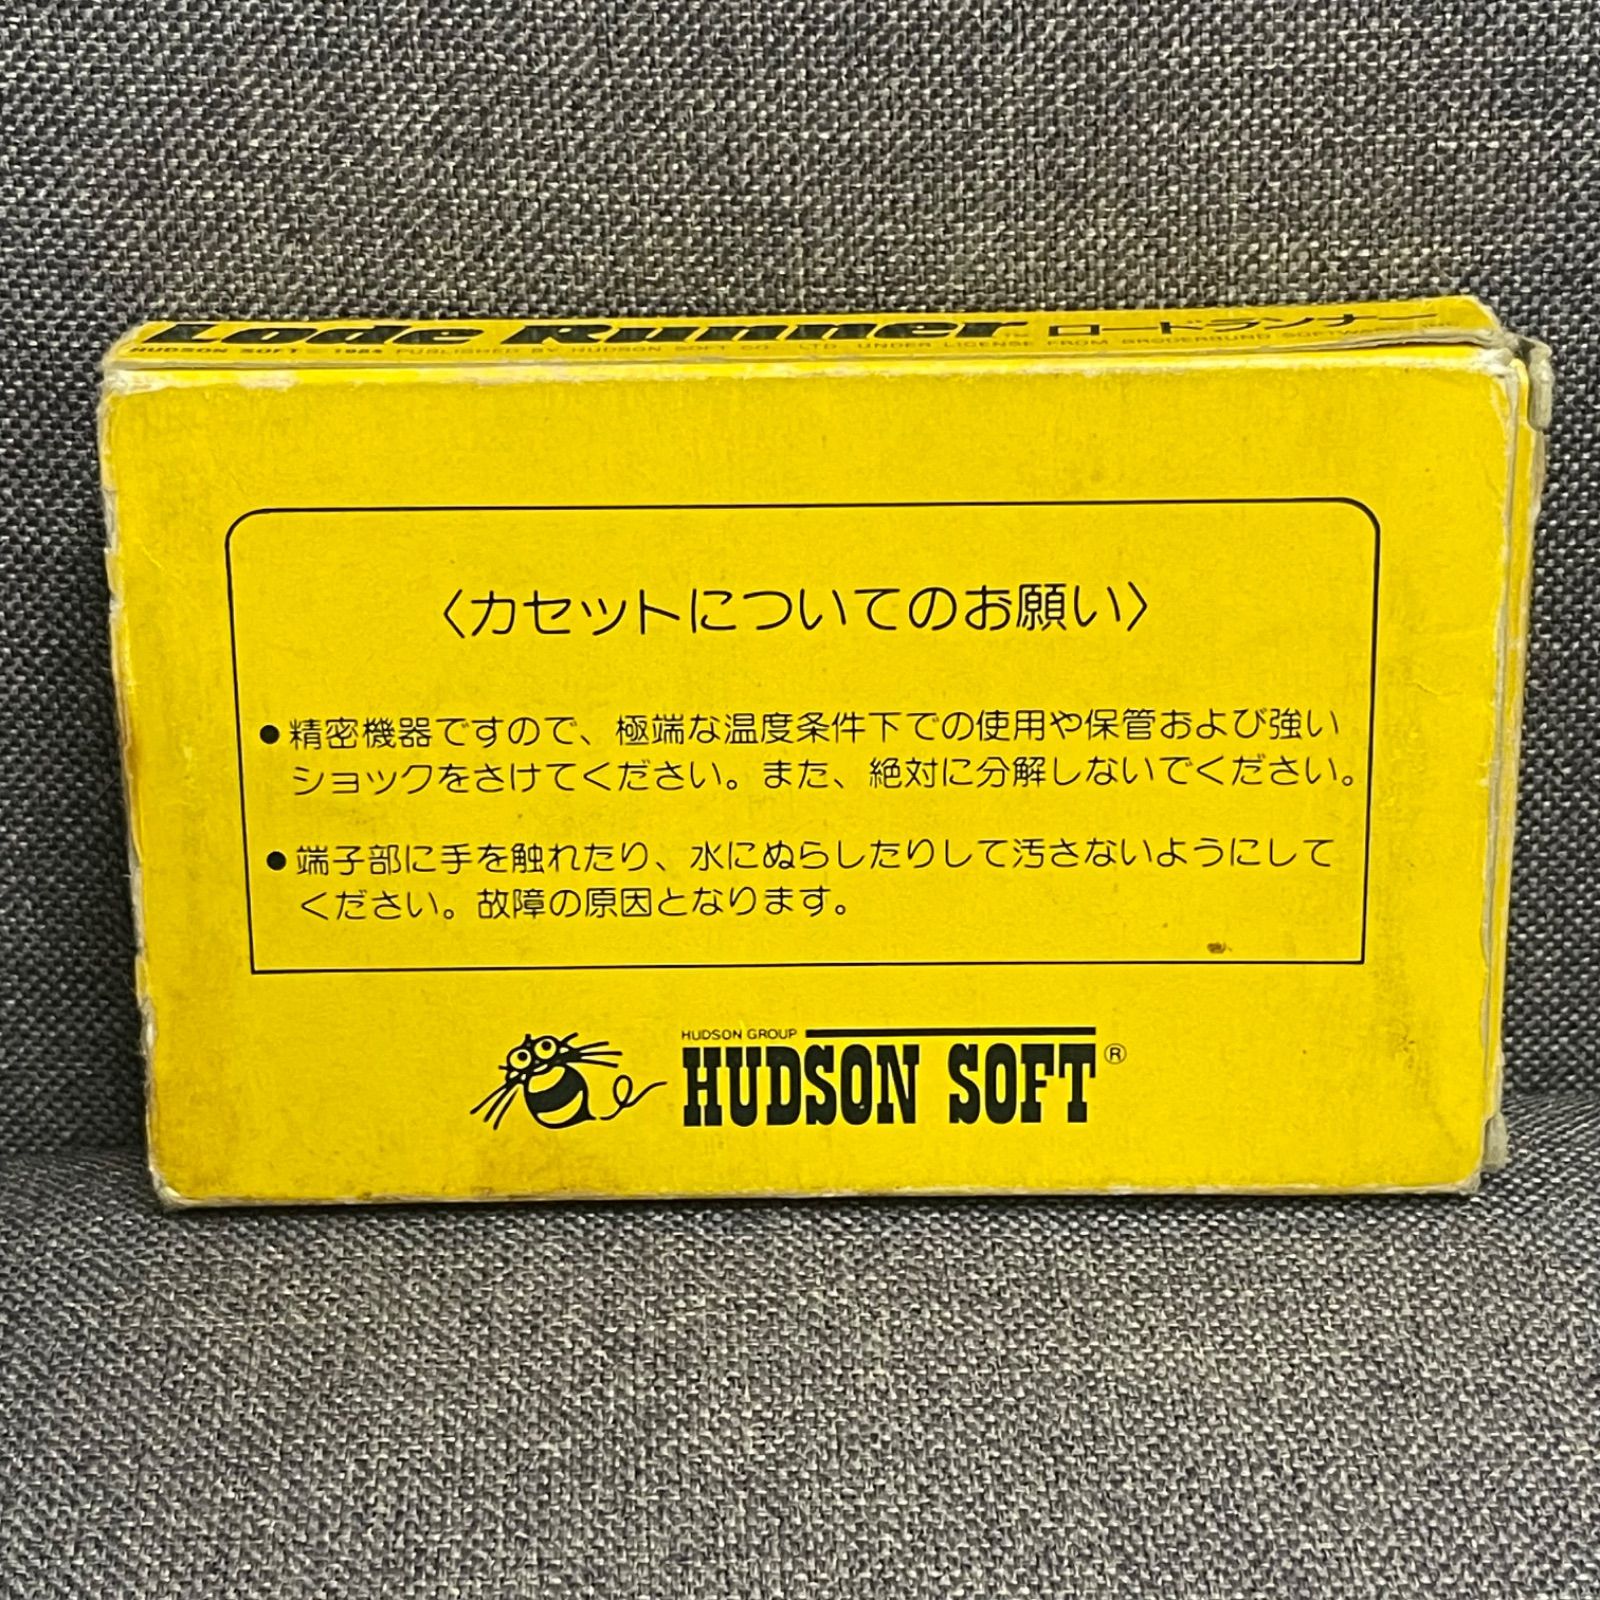 Lode Runner ロードランナー
HUDSON SOFT © 1984 PUBLISHED BY HUDSON SOFT CO., LTD. UNDER LICENSE FROM BRODERBUND SOFTWARE
〈カセットについてのお願い〉
●精密機器ですので、極端な温度条件下での使用や保管および強い
ショックをさけてください。また、絶対に分解しないでください。
●端子部に手を触れたり、水にぬらしたりして汚さないようにして
ください。故障の原因となります。
HUDSON GROUP
HUDSON SOFT®